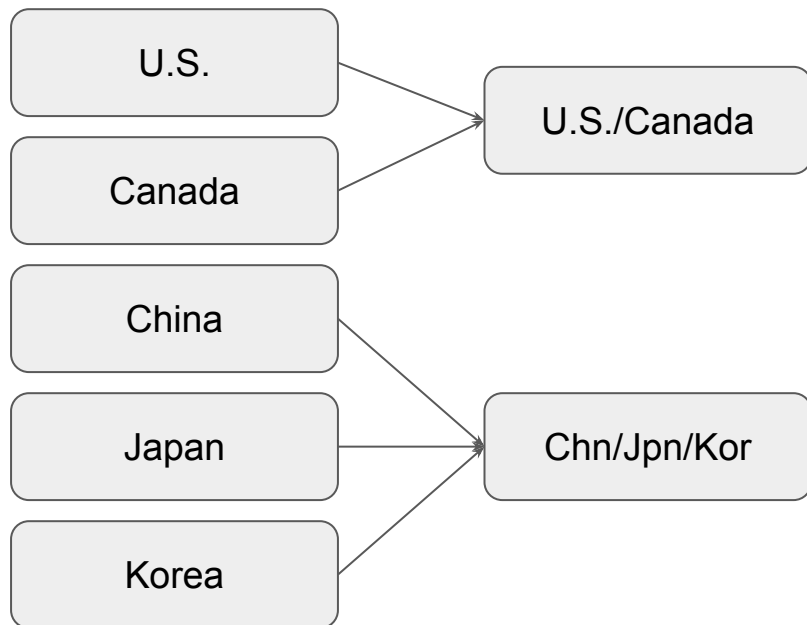 U.S.
Canada
U.S./Canada
China
Japan
Korea
Chn/Jpn/Kor